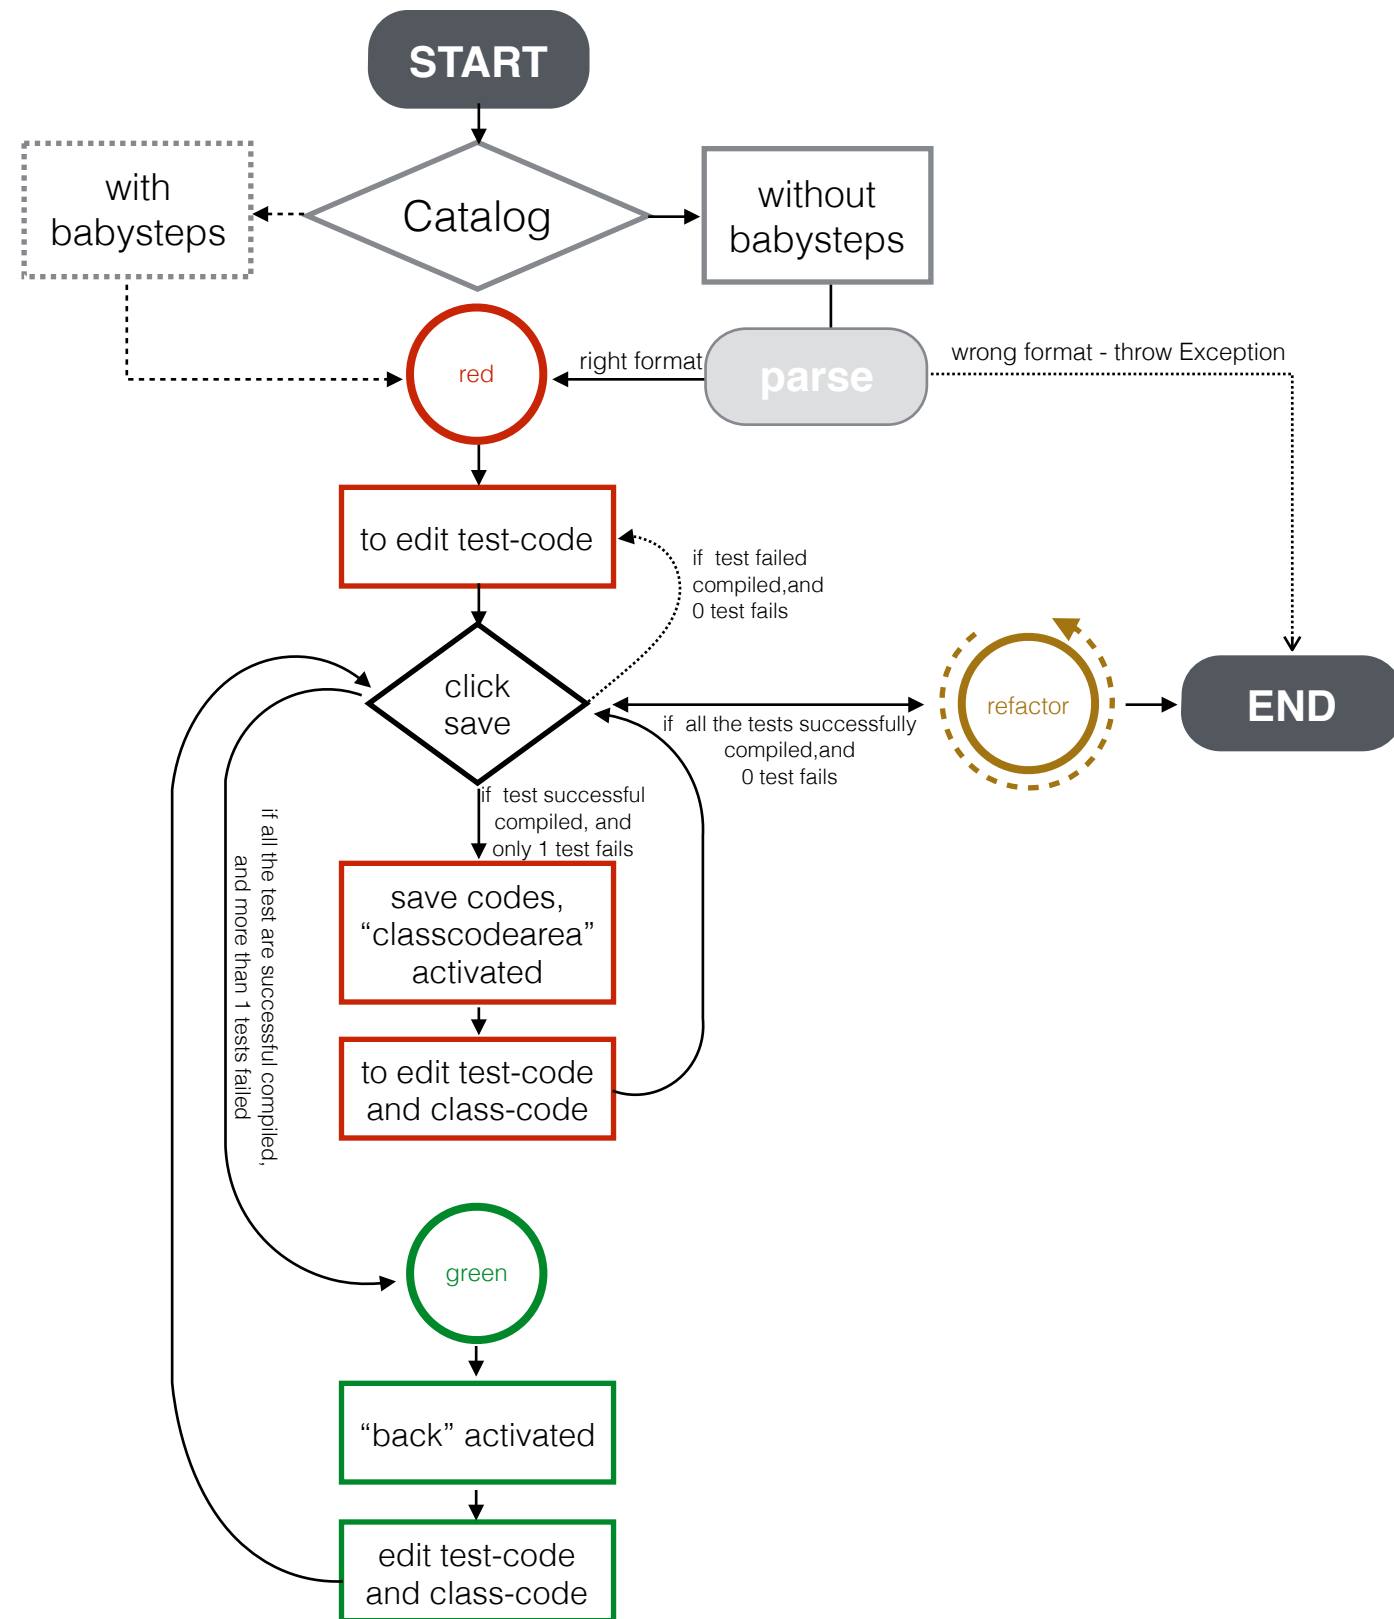 START
with
babysteps
Catalog
without
babysteps
red
right format
parse
wrong format - throw Exception
to edit test-code
if  test failed
compiled,and
0 test fails
click
save
if all the tests successfully
compiled,and
0 test fails
refactor
END
if  test successful
compiled, and
only 1 test fails
if all the test are successful compiled,
and more than 1 tests failed
save codes,
“classcodearea”
activated
to edit test-code
and class-code
green
“back” activated
edit test-code
and class-code